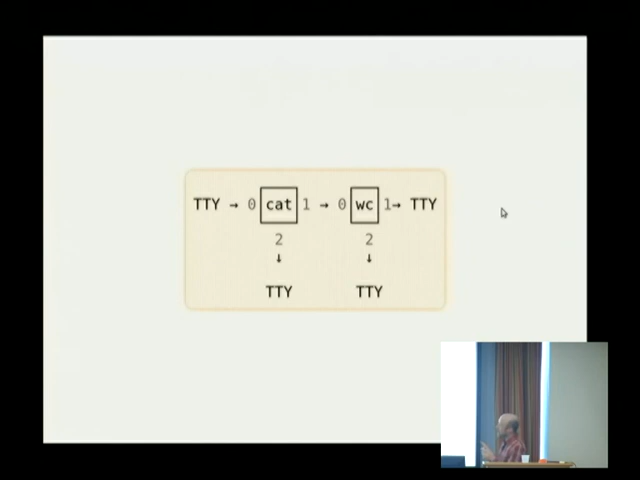 TTY → 0 cat 1 → 0 wc 1→ TTY
2 2
↓ ↓
TTY TTY